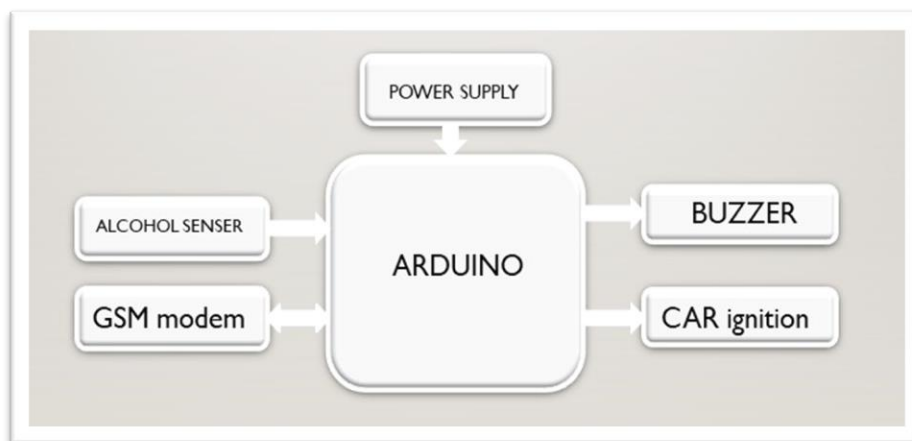 POWER SUPPLY
ALCOHOL SENSER
GSM modem
ARDUINO
BUZZER
CAR ignition